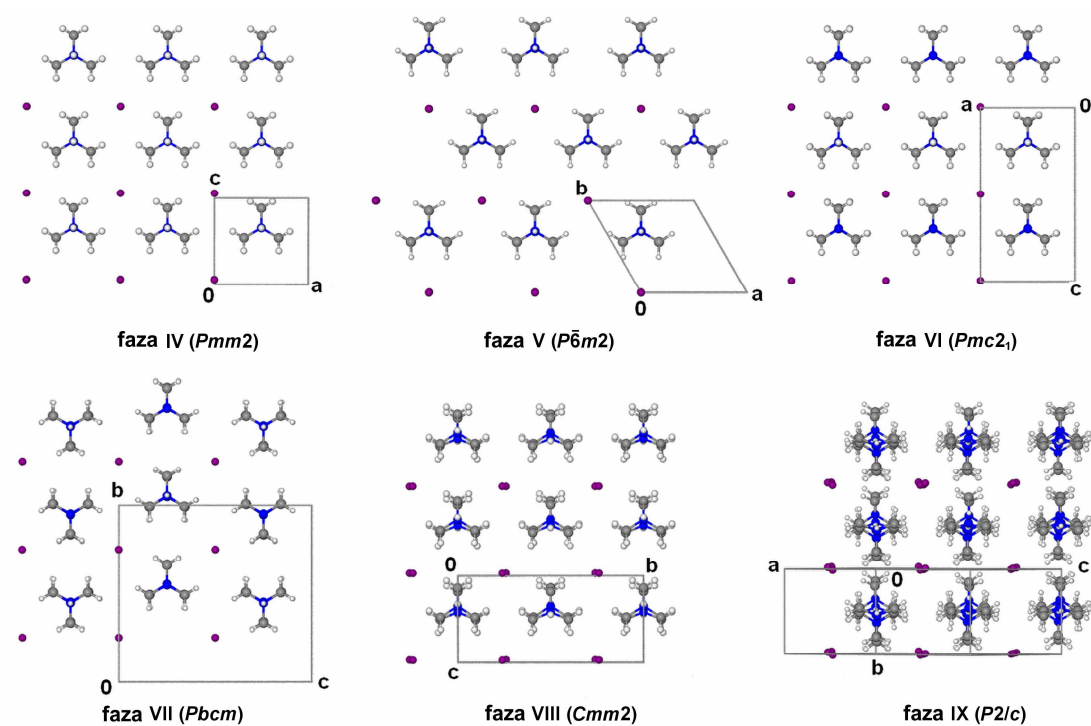 c
0
a
faza IV (Pmm2)
b
0
a
faza V (P6̄m2)
a
0
c
faza VI (Pmc2₁)
b
0
c
faza VII (Pbcm)
0
b
c
faza VIII (Cmm2)
a
0
c
b
faza IX (P2/c)